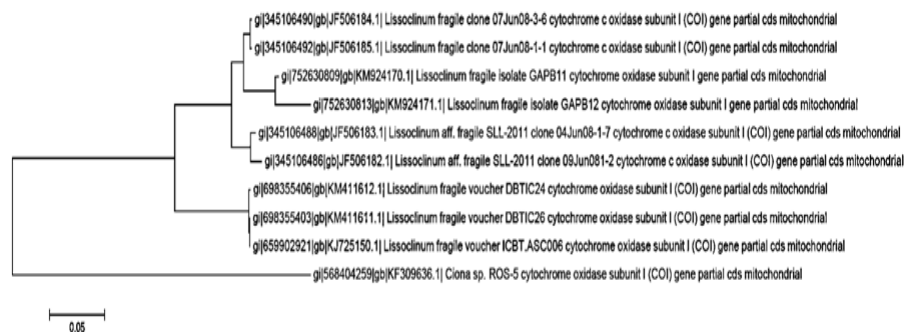 gi|345106490|gb|JF506184.1| Lissoclinum fragile clone 07Jun08-3-6 cytochrome c oxidase subunit I (COI) gene partial cds mitochondrial
gi|345106492|gb|JF506185.1| Lissoclinum fragile clone 07Jun08-1-1 cytochrome c oxidase subunit I (COI) gene partial cds mitochondrial
gi|752630809|gb|KM924170.1| Lissoclinum fragile isolate GAPB11 cytochrome oxidase subunit I gene partial cds mitochondrial
gi|752630813|gb|KM924171.1| Lissoclinum fragile isolate GAPB12 cytochrome oxidase subunit I gene partial cds mitochondrial
gi|345106488|gb|JF506183.1| Lissoclinum aff. fragile SLL-2011 clone 04Jun08-1-7 cytochrome c oxidase subunit I (COI) gene partial cds mitochondrial
gi|345106486|gb|JF506182.1| Lissoclinum aff. fragile SLL-2011 clone 09Jun081-2 cytochrome c oxidase subunit I (COI) gene partial cds mitochondrial
gi|698355406|gb|KM411612.1| Lissoclinum fragile voucher DBTIC24 cytochrome oxidase subunit I (COI) gene partial cds mitochondrial
gi|698355403|gb|KM411611.1| Lissoclinum fragile voucher DBTIC26 cytochrome oxidase subunit I (COI) gene partial cds mitochondrial
gi|659902921|gb|KJ725150.1| Lissoclinum fragile voucher ICBT.ASC006 cytochrome oxidase subunit I (COI) gene partial cds mitochondrial
gi|568404259|gb|KF309636.1| Ciona sp. ROS-5 cytochrome oxidase subunit I (COI) gene partial cds mitochondrial
0.05